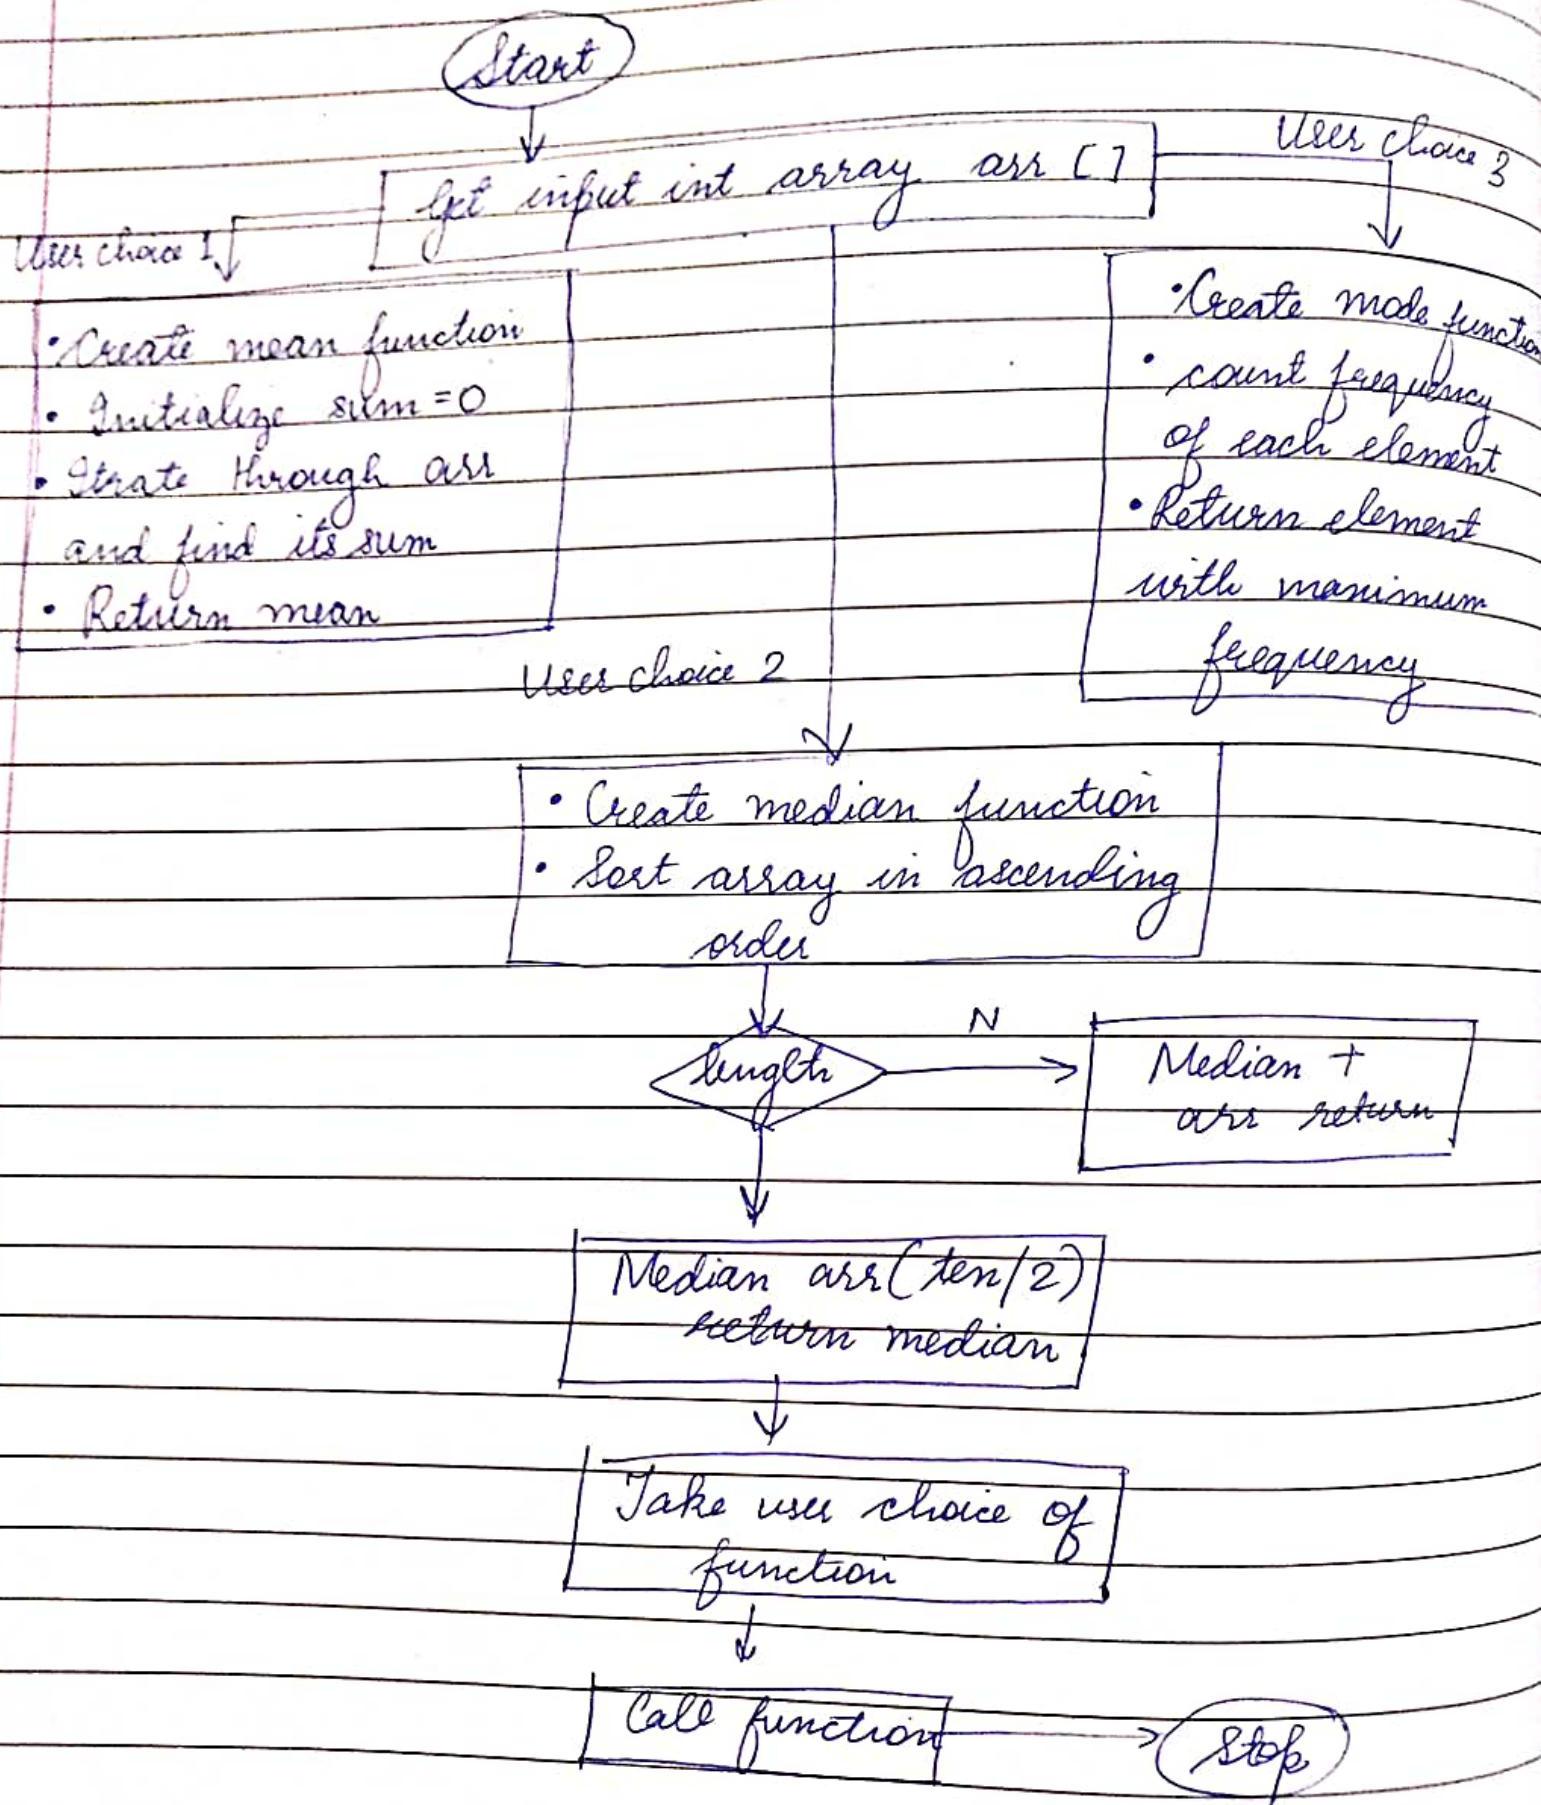 Start
Get input int array arr []
User choice 3
User choice 1
• Create mean function
• Initialize sum = 0
• Itrate through arr
and find its sum
• Return mean
• Create mode function
• count frequency
of each element
• Return element
with manimum
frequency
User choice 2
• Create median function
• Sort array in ascending
order
length
N
Median +
arr return
Median arr(ten/2)
return median
Take user choice of
function
Call function
Stop